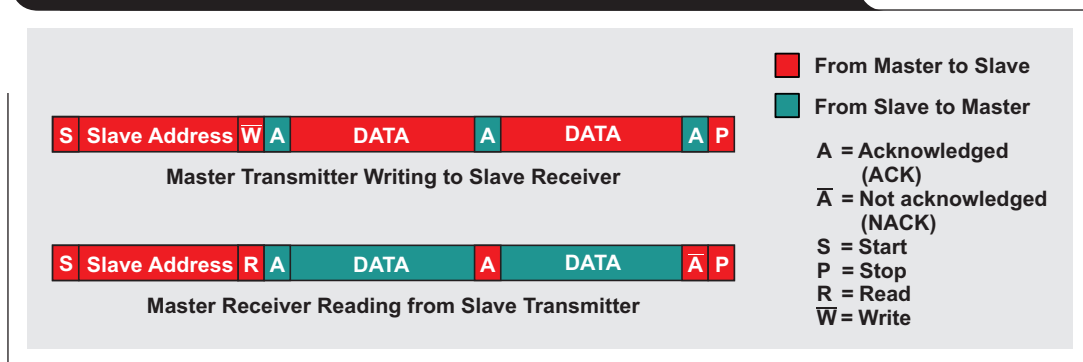 From Master to Slave
From Slave to Master
S Slave Address W̅ A DATA A DATA A P
Master Transmitter Writing to Slave Receiver
S Slave Address R A DATA A DATA A̅ P
Master Receiver Reading from Slave Transmitter
A = Acknowledged
(ACK)
A̅ = Not acknowledged
(NACK)
S = Start
P = Stop
R = Read
W̅ = Write